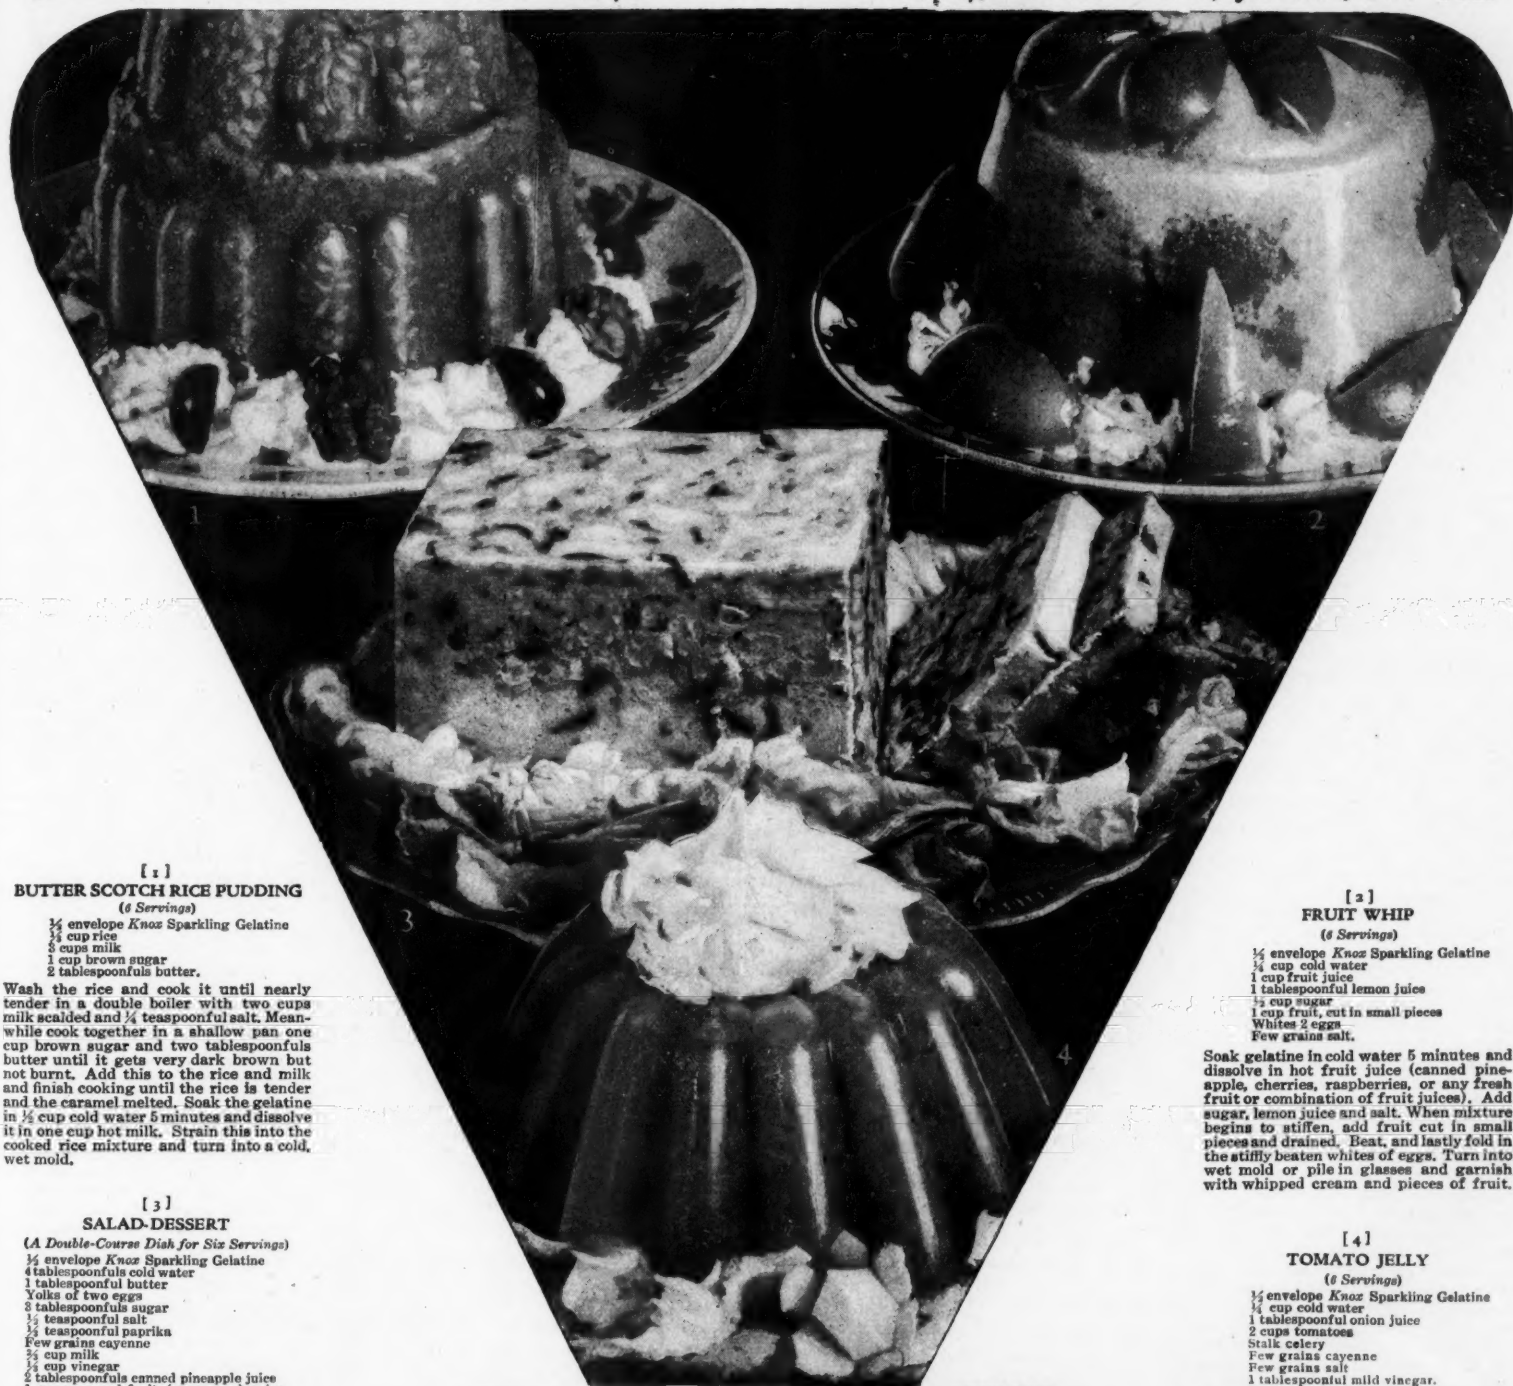 1
2
3
4
[1]
BUTTER SCOTCH RICE PUDDING
(6 Servings)
½ envelope Knox Sparkling Gelatine
cup rice
3 cups milk
1 cup brown sugar
2 tablespoonfuls butter.
Wash the rice and cook it until nearly
tender in a double boiler with two cups
milk scalded and ¼ teaspoonful salt. Mean-
while cook together in a shallow pan one
cup brown sugar and two tablespoonfuls
butter until it gets very dark brown but
not burnt. Add this to the rice and milk
and finish cooking until the rice is tender
and the caramel melted. Soak the gelatine
in ½ cup cold water 5 minutes and dissolve
it in one cup hot milk. Strain this into the
cooked rice mixture and turn into a cold,
wet mold.
[3]
SALAD-DESSERT
(A Double-Course Dish for Six Servings)
½ envelope Knox Sparkling Gelatine
4 tablespoonfuls cold water
1 tablespoonful butter
Yolks of two eggs
3 tablespoonfuls sugar
½ teaspoonful salt
teaspoonful paprika
Few grains cayenne
cup milk
cup vinegar
2 tablespoonfuls canned pineapple juice
[2]
FRUIT WHIP
(6 Servings)
½ envelope Knox Sparkling Gelatine
¼ cup cold water
1 cup fruit juice
1 tablespoonful lemon juice
½ cup sugar
1 cup fruit, cut in small pieces
Whites 2 eggs
Few grains salt.
Soak gelatine in cold water 5 minutes and
dissolve in hot fruit juice (canned pine-
apple, cherries, raspberries, or any fresh
fruit or combination of fruit juices). Add
sugar, lemon juice and salt. When mixture
begins to stiffen, add fruit cut in small
pieces and drained. Beat, and lastly fold in
the stiffly beaten whites of eggs. Turn into
wet mold or pile in glasses and garnish
with whipped cream and pieces of fruit.
[4]
TOMATO JELLY
(6 Servings)
½ envelope Knox Sparkling Gelatine
¼ cup cold water
1 tablespoonful onion juice
2 cups tomatoes
Stalk celery
Few grains cayenne
Few grains salt
1 tablespoonful mild vinegar.